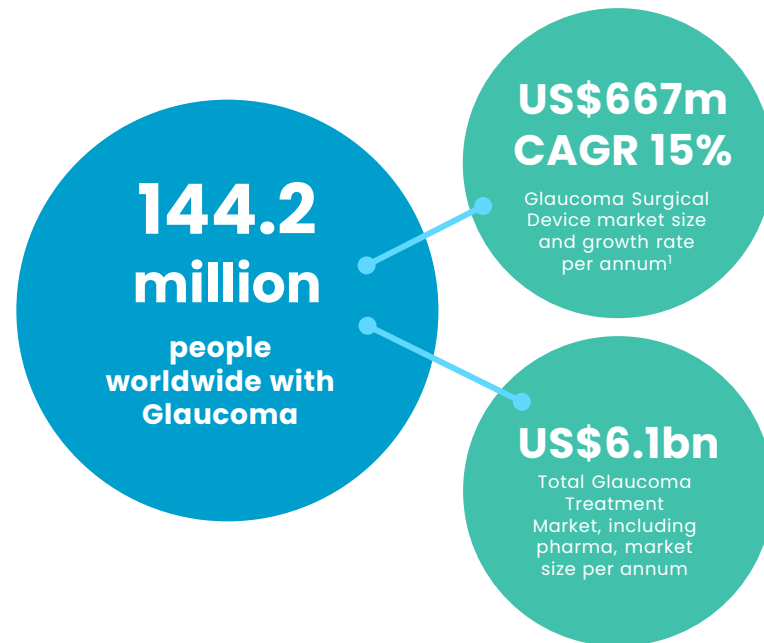 144.2
million
people
worldwide with
Glaucoma
US$667m
CAGR 15%
Glaucoma Surgical
Device market size
and growth rate
per annum¹
US$6.1bn
Total Glaucoma
Treatment
Market, including
pharma, market
size per annum